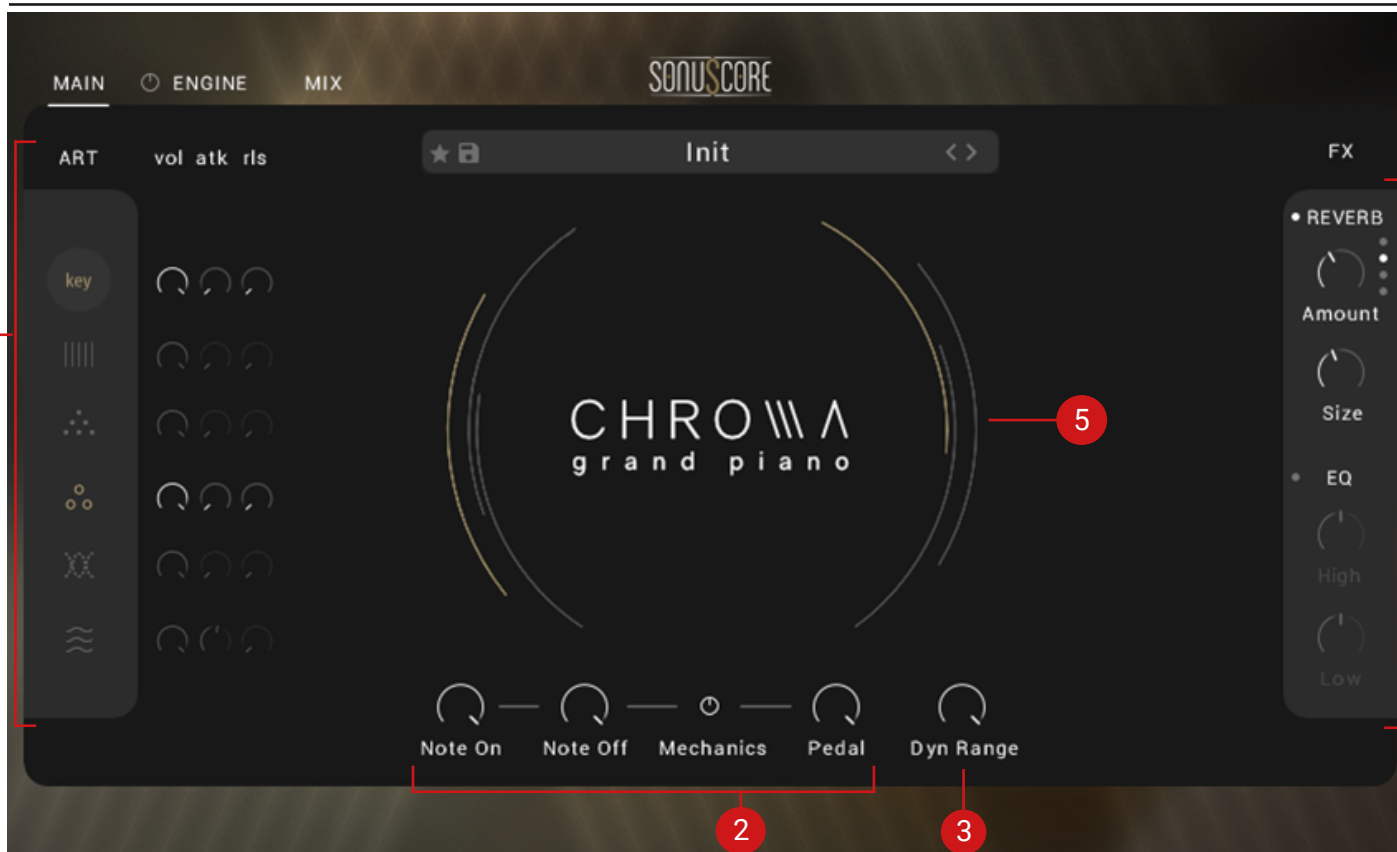 SONUSCORE
MAIN ENGINE MIX
ART vol atk rls
Init
FX
REVERB
key
Amount
Size
5
CHROMA
grand piano
EQ
High
Low
Note On Note Off Mechanics Pedal Dyn Range
2 3